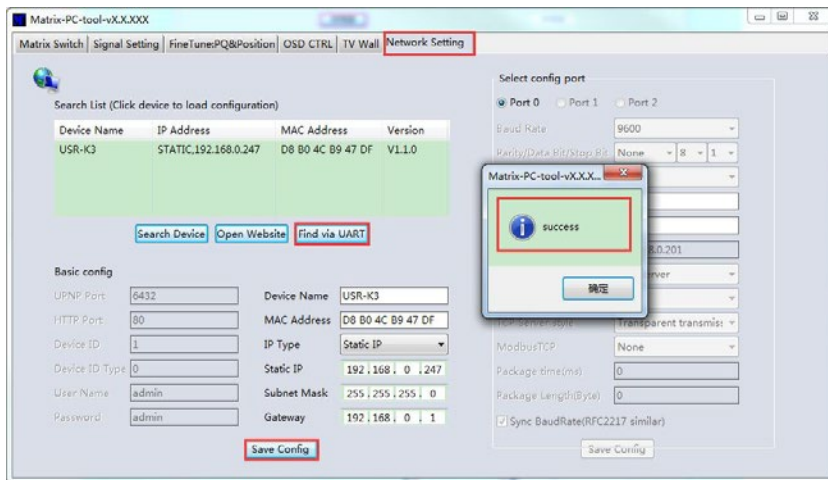 Matrix-PC-tool-vX.X.XXX
Matrix Switch Signal Setting FineTune:PQ&Position OSD CTRL TV Wall Network Setting
Search List (Click device to load configuration)
Device Name IP Address MAC Address Version
USR-K3 STATIC,192.168.0.247 D8 B0 4C B9 47 DF V1.1.0
Search Device Open Website Find via UART
Basic config
UPNP Port 6432 Device Name USR-K3
HTTP Port 80 MAC Address D8 B0 4C B9 47 DF
Device ID 1 IP Type Static IP
Device ID Type 0 Static IP 192 . 168 . 0 . 247
User Name admin Subnet Mask 255 . 255 . 255 . 0
Password admin Gateway 192 . 168 . 0 . 1
Save Config
Select config port
Port 0 Port 1 Port 2
Baud Rate 9600
Parity/Data Bit/Stop Bit None 8 1
Matrix-PC-tool-vX.X.X...
success
确定
8.0.201
erver
TCP Server style Transparent transmis:
ModbusTCP None
Package time(ms) 0
Package Length(Byte) 0
Sync BaudRate(RFC2217 similar)
Save Config